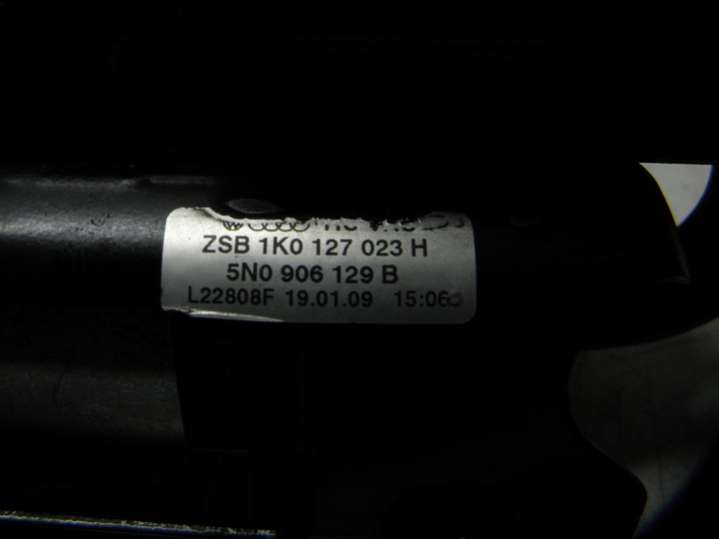 ZSB 1K0 127 023 H
5N0 906 129 B
L22808F 19.01.09 15:06